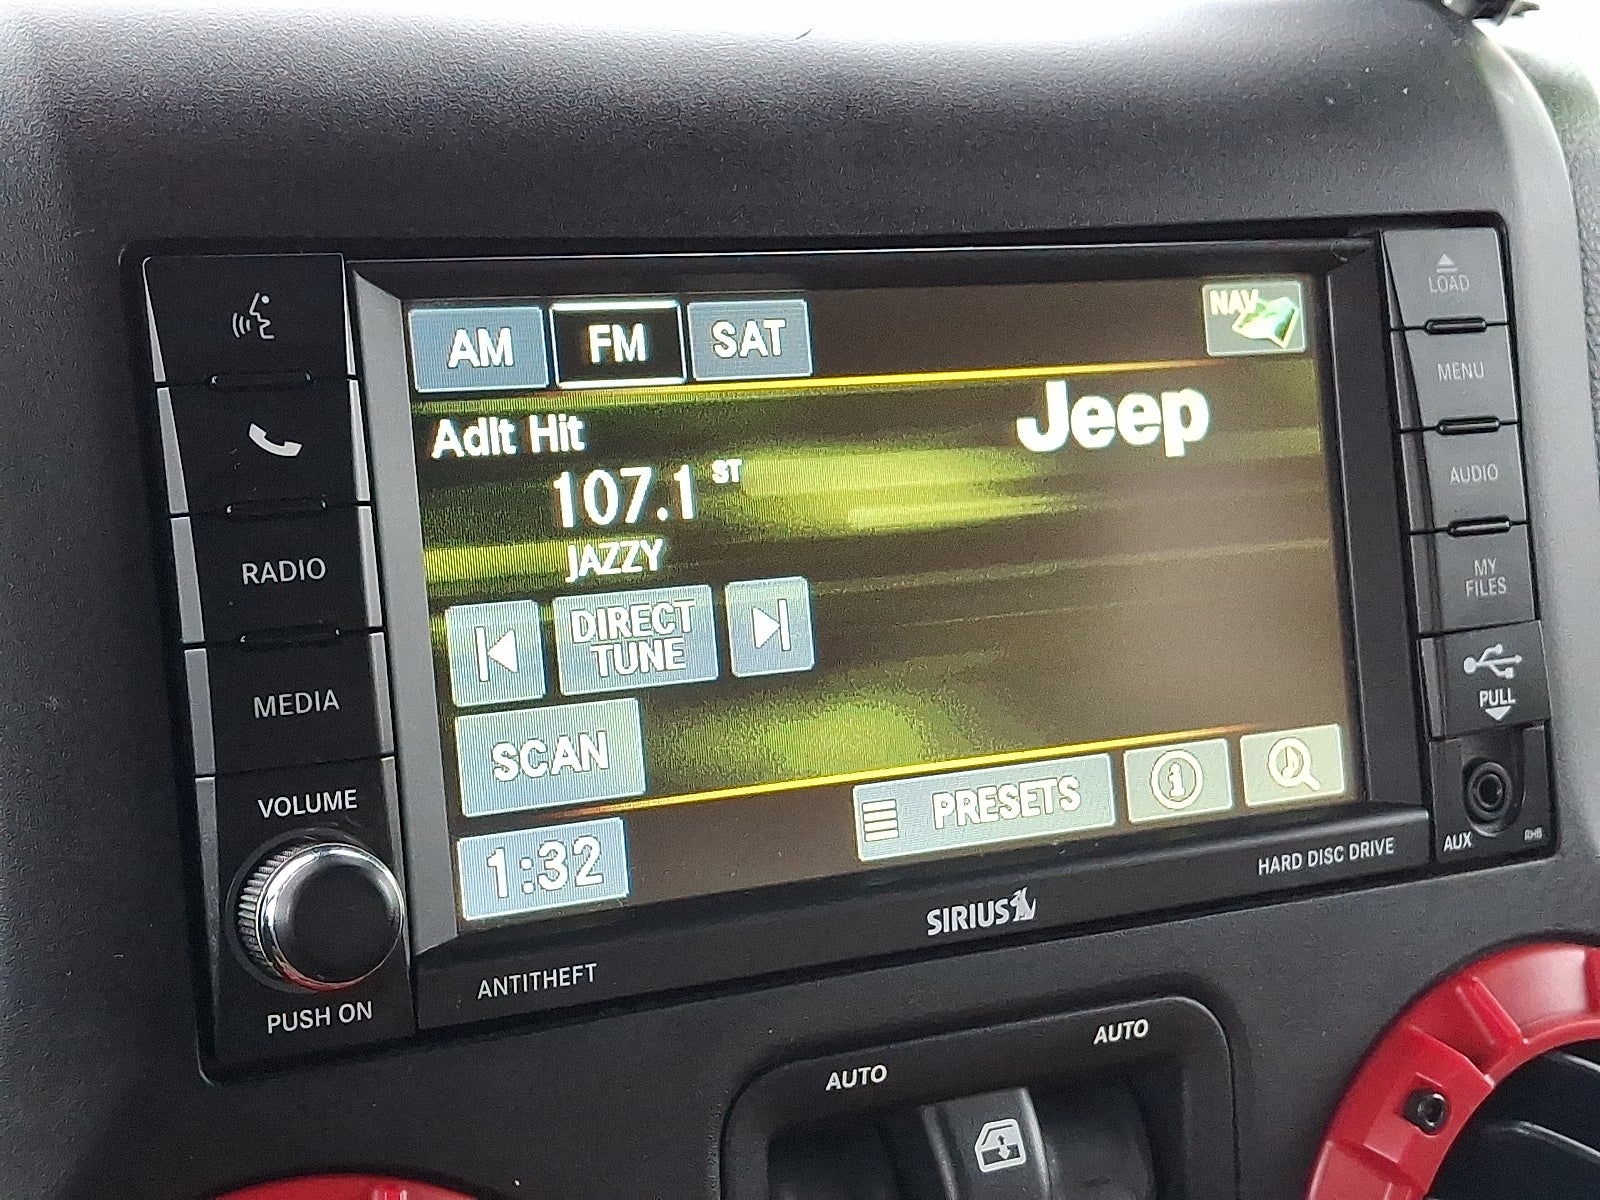 AM FM SAT
NAV
Adlt Hit
Jeep
107.1 ST
JAZZY
DIRECT
TUNE
SCAN
PRESETS
1:32
RADIO
MEDIA
VOLUME
PUSH ON
LOAD
MENU
AUDIO
MY
FILES
PULL
AUX
RHB
HARD DISC DRIVE
SIRIUS
ANTITHEFT
AUTO
AUTO